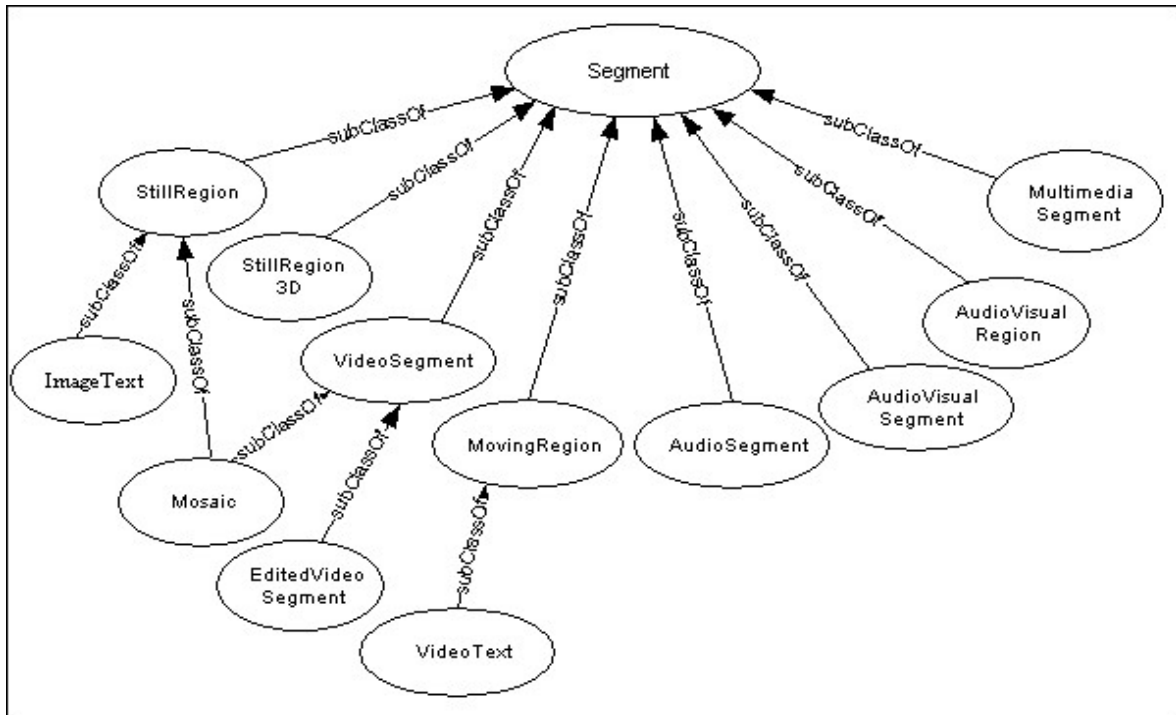 Segment
subClassOf
subClassOf
subClassOf
subClassOf
subClassOf
subClassOf
subClassOf
subClassOf
StillRegion
Multimedia
Segment
StillRegion
3D
AudioVisual
Region
subClassOf
subClassOf
VideoSegment
ImageText
AudioVisual
Segment
subClassOf
subClassOf
MovingRegion
AudioSegment
Mosaic
subClassOf
EditedVideo
Segment
VideoText